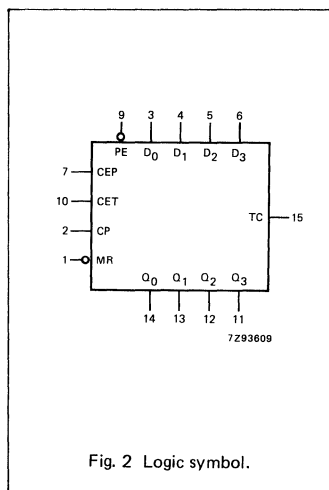 9 3 4 5 6
PE D0 D1 D2 D3
7 CEP
10 CET
TC 15
2 CP
1 MR
Q0 Q1 Q2 Q3
14 13 12 11
7Z93609
Fig. 2 Logic symbol.